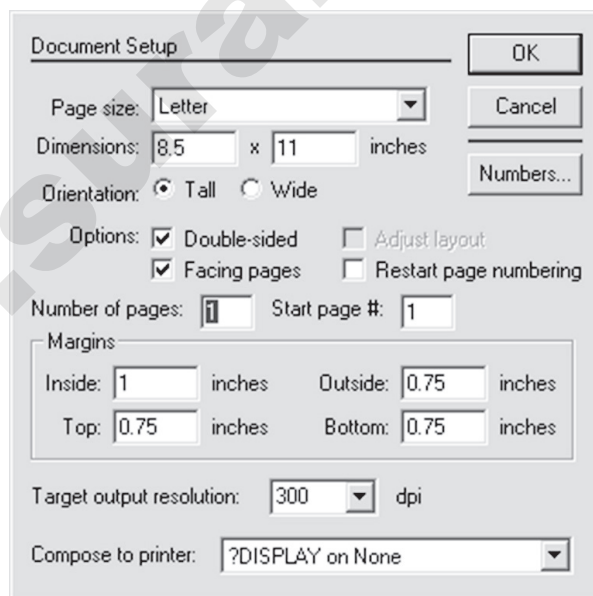 Document Setup
OK
Page size: Letter
Cancel
Dimensions: 8.5 x 11 inches
Numbers...
Orientation: Tall Wide
Options: Double-sided Adjust layout
Facing pages Restart page numbering
Number of pages: 1 Start page #: 1
Margins
Inside: 1 inches Outside: 0.75 inches
Top: 0.75 inches Bottom: 0.75 inches
Target output resolution: 300 dpi
Compose to printer: ?DISPLAY on None